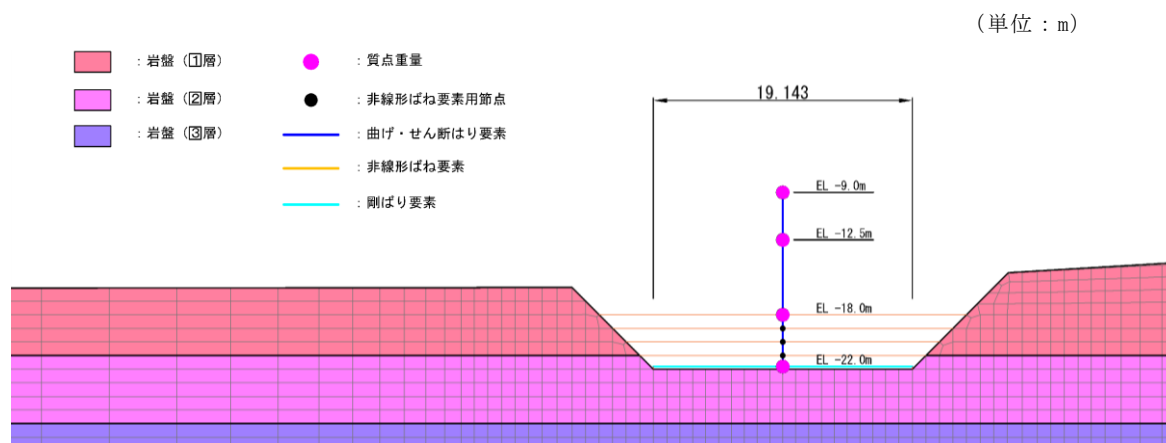 (単位：m)
：岩盤（1層）
：岩盤（2層）
：岩盤（3層）
：質点重量
：非線形ばね要素用節点
：曲げ・せん断はり要素
：非線形ばね要素
：剛ばり要素
19.143
EL -9.0m
EL -12.5m
EL -18.0m
EL -22.0m